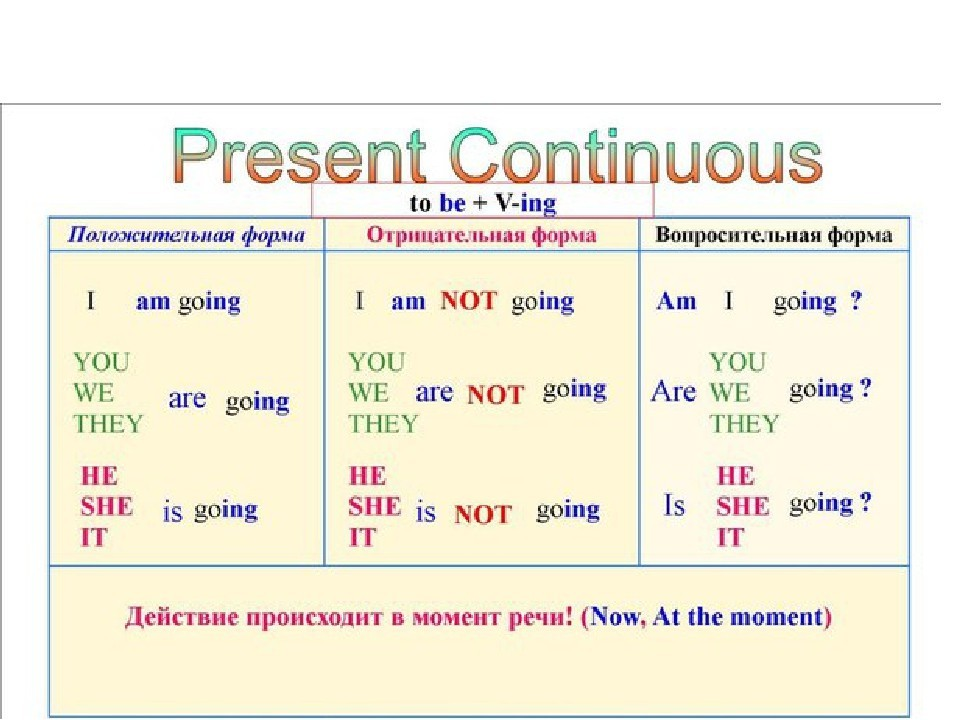 Present Continuous
to be + V-ing
Положительная форма
I am going
YOU
WE are going
THEY
HE
SHE is going
IT
Отрицательная форма
I am NOT going
YOU
WE are NOT going
THEY
HE
SHE is NOT going
IT
Вопросительная форма
Am I going ?
YOU
Are WE going ?
THEY
HE
Is SHE going ?
IT
Действие происходит в момент речи! (Now, At the moment)